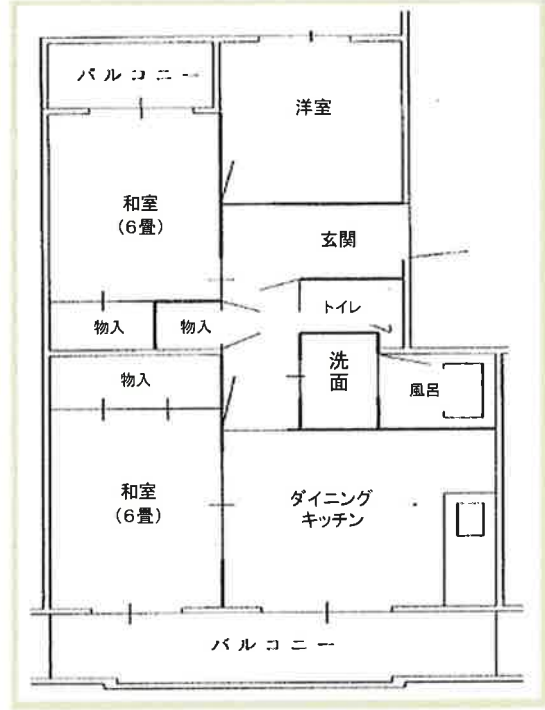 バルコニー
洋室
和室
(6畳)
玄関
トイレ
物入
物入
洗
面
物入
風呂
和室
(6畳)
ダイニング
キッチン
バルコニー